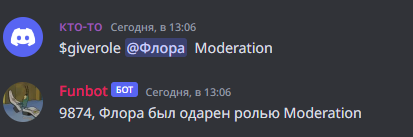 кто-то Сегодня, в 13:06
$giverole @Флора Moderation
Funbot БОТ Сегодня, в 13:06
9874, Флора был одарен ролью Moderation